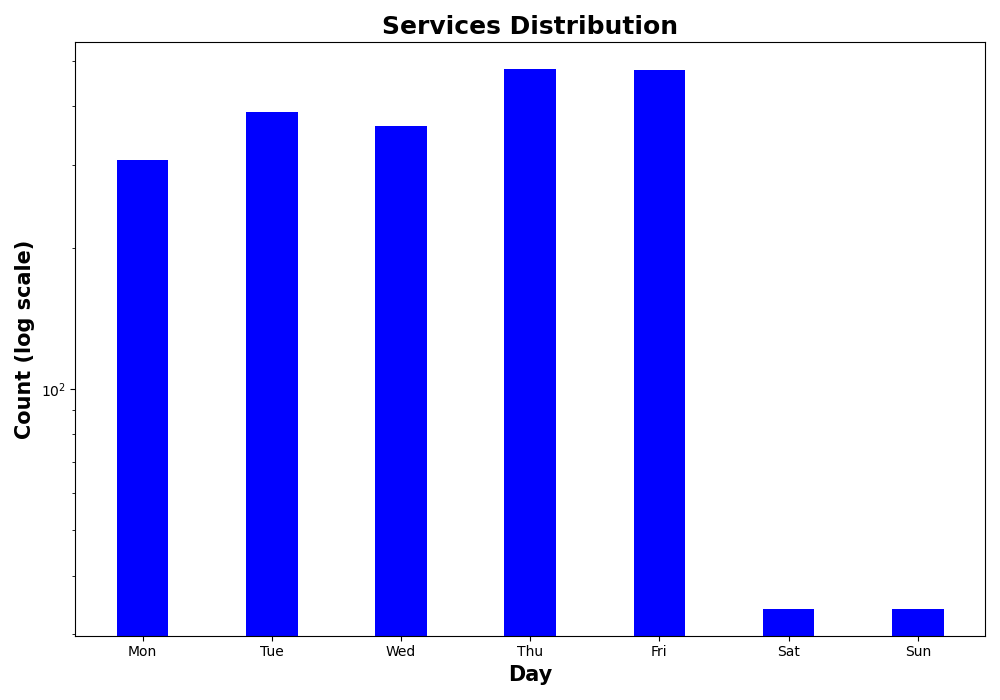 Services Distribution
Count (log scale)
10²
Mon Tue Wed Thu Fri Sat Sun
Day